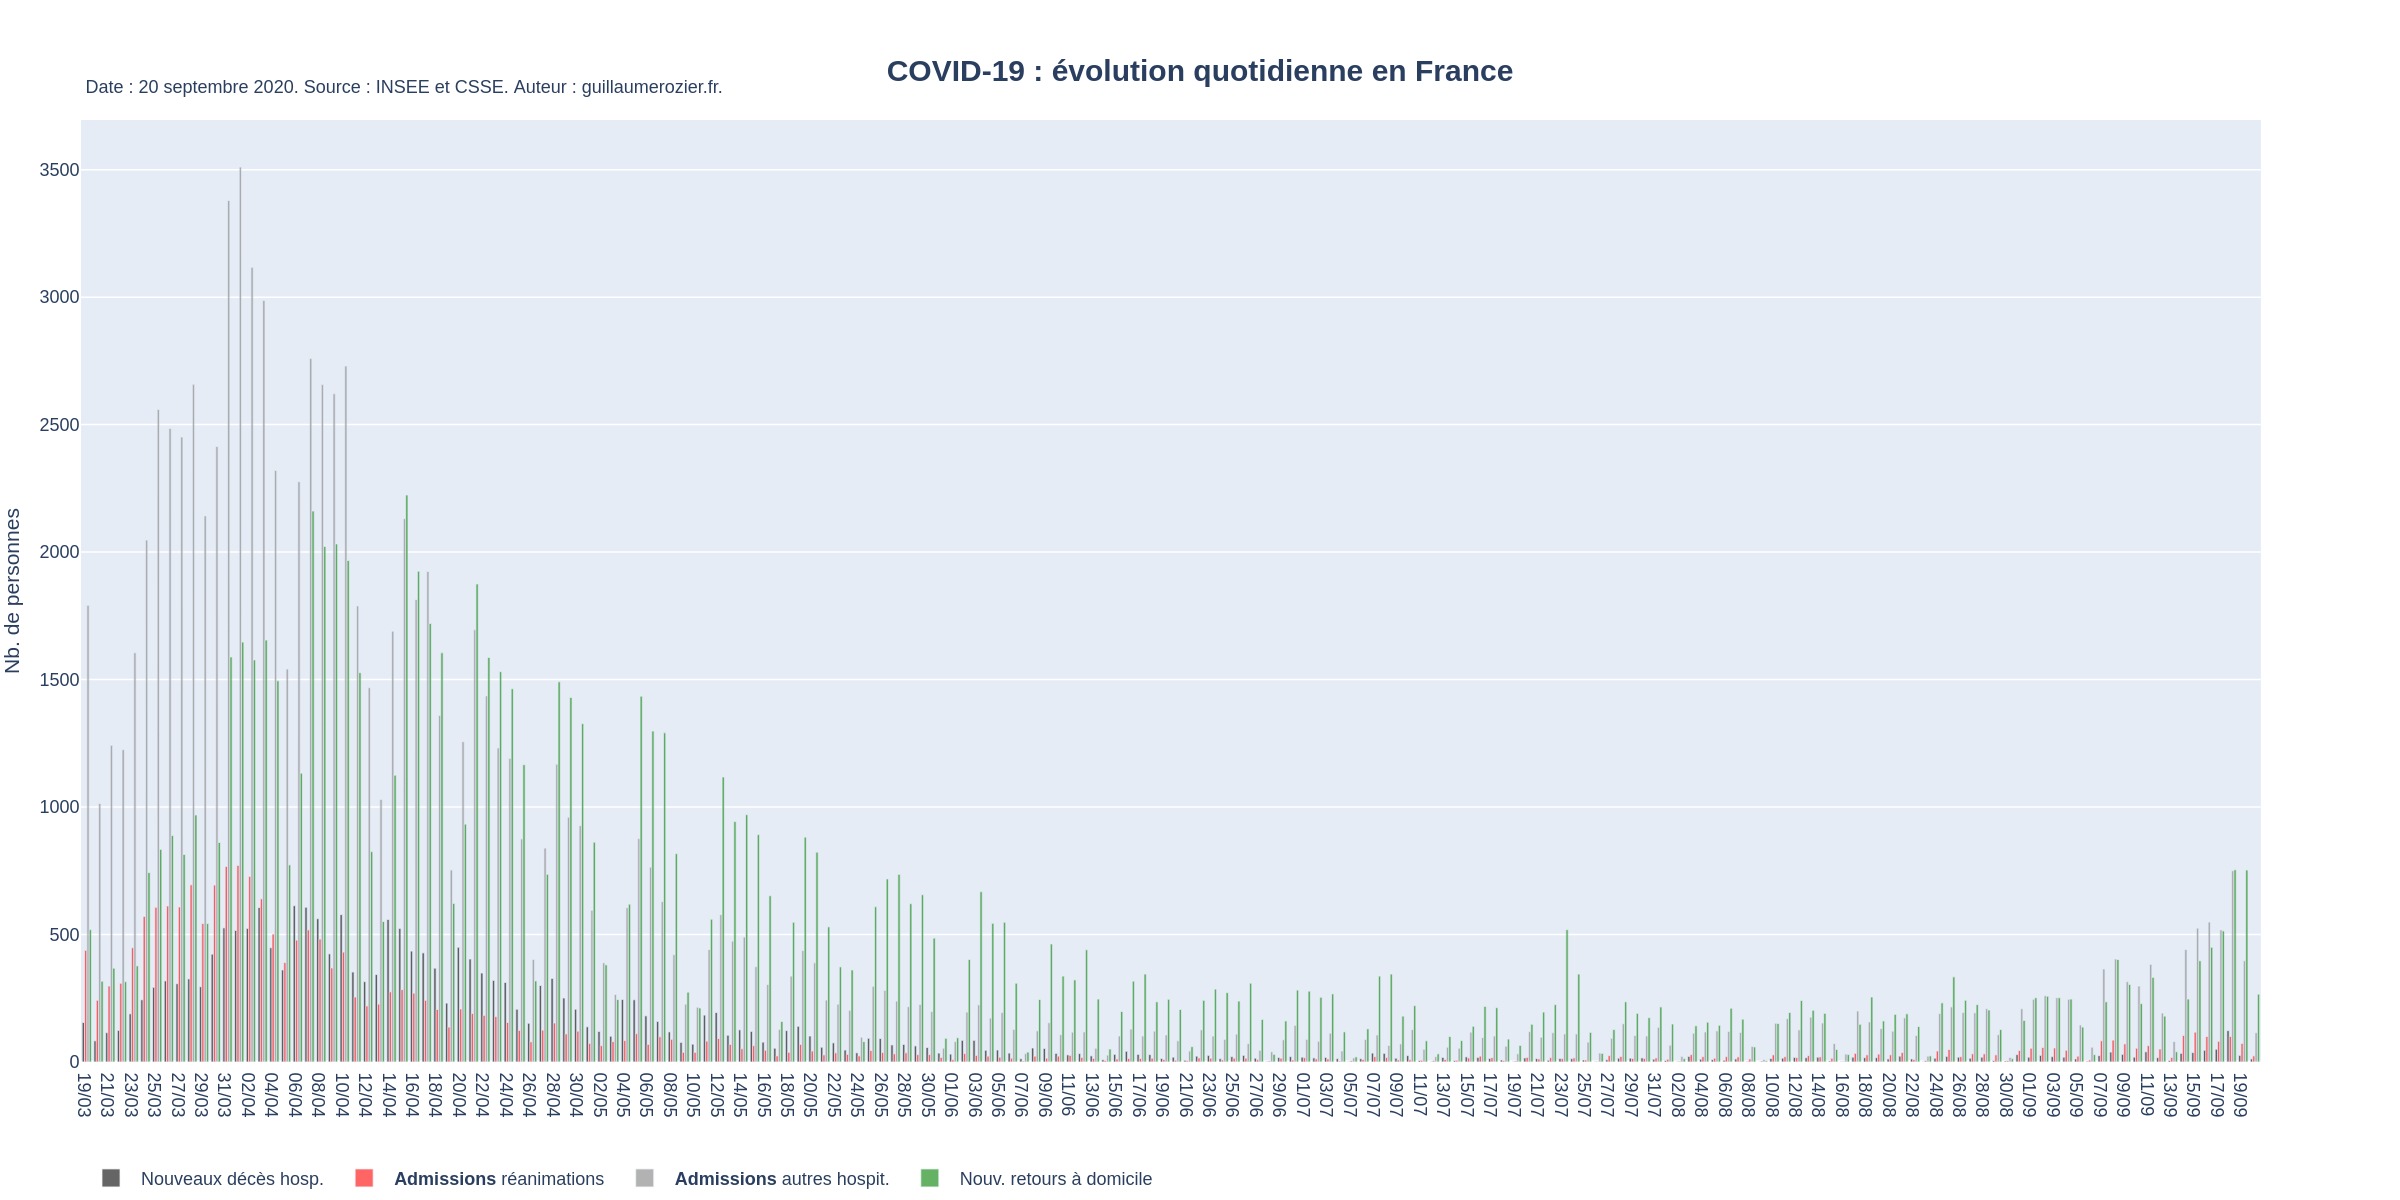 COVID-19 : évolution quotidienne en France
Date : 20 septembre 2020. Source : INSEE et CSSE. Auteur : guillaumerozier.fr.
Nb. de personnes
3500
3000
2500
2000
1500
1000
500
0
19/03 21/03 23/03 25/03 27/03 29/03 31/03 02/04 04/04 06/04 08/04 10/04 12/04 14/04 16/04 18/04 20/04 22/04 24/04 26/04 28/04 30/04 02/05 04/05 06/05 08/05 10/05 12/05 14/05 16/05 18/05 20/05 22/05 24/05 26/05 28/05 30/05 01/06 03/06 05/06 07/06 09/06 11/06 13/06 15/06 17/06 19/06 21/06 23/06 25/06 27/06 29/06 01/07 03/07 05/07 07/07 09/07 11/07 13/07 15/07 17/07 19/07 21/07 23/07 25/07 27/07 29/07 31/07 02/08 04/08 06/08 08/08 10/08 12/08 14/08 16/08 18/08 20/08 22/08 24/08 26/08 28/08 30/08 01/09 03/09 05/09 07/09 09/09 11/09 13/09 15/09 17/09 19/09
Nouveaux décès hosp. Admissions réanimations Admissions autres hospit. Nouv. retours à domicile